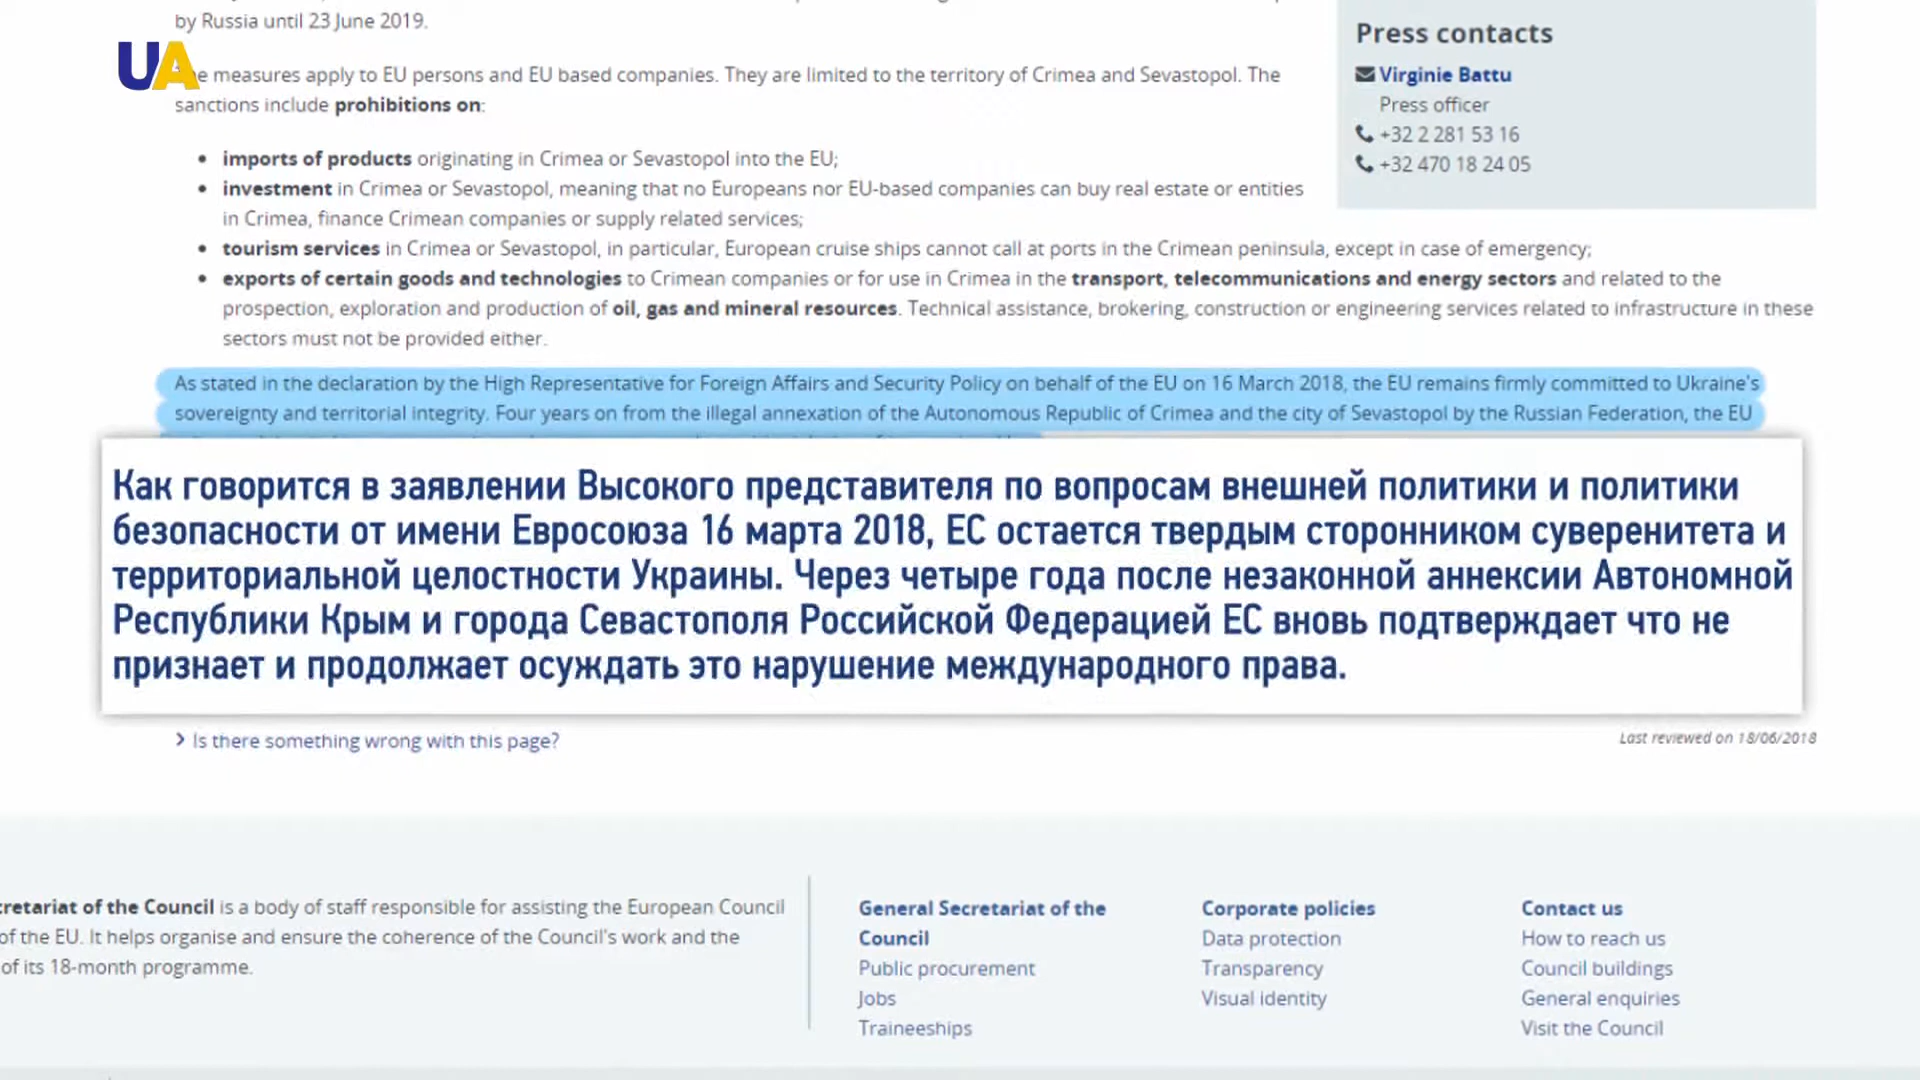 by Russia until 23 June 2019.
UA
e measures apply to EU persons and EU based companies. They are limited to the territory of Crimea and Sevastopol. The
sanctions include prohibitions on:
• imports of products originating in Crimea or Sevastopol into the EU;
• investment in Crimea or Sevastopol, meaning that no Europeans nor EU-based companies can buy real estate or entities
in Crimea, finance Crimean companies or supply related services;
• tourism services in Crimea or Sevastopol, in particular, European cruise ships cannot call at ports in the Crimean peninsula, except in case of emergency;
• exports of certain goods and technologies to Crimean companies or for use in Crimea in the transport, telecommunications and energy sectors and related to the
prospection, exploration and production of oil, gas and mineral resources. Technical assistance, brokering, construction or engineering services related to infrastructure in these
sectors must not be provided either.
Press contacts
Virginie Battu
Press officer
+32 2 281 53 16
+32 470 18 24 05
As stated in the declaration by the High Representative for Foreign Affairs and Security Policy on behalf of the EU on 16 March 2018, the EU remains firmly committed to Ukraine's
sovereignty and territorial integrity. Four years on from the illegal annexation of the Autonomous Republic of Crimea and the city of Sevastopol by the Russian Federation, the EU
Как говорится в заявлении Высокого представителя по вопросам внешней политики и политики
безопасности от имени Евросоюза 16 марта 2018, ЕС остается твердым сторонником суверенитета и
территориальной целостности Украины. Через четыре года после незаконной аннексии Автономной
Республики Крым и города Севастополя Российской Федерацией ЕС вновь подтверждает что не
признает и продолжает осуждать это нарушение международного права.
> Is there something wrong with this page?
Last reviewed on 18/06/2018
cretariat of the Council is a body of staff responsible for assisting the European Council
of the EU. It helps organise and ensure the coherence of the Council's work and the
of its 18-month programme.
General Secretariat of the
Council
Public procurement
Jobs
Traineeships
Corporate policies
Data protection
Transparency
Visual identity
Contact us
How to reach us
Council buildings
General enquiries
Visit the Council